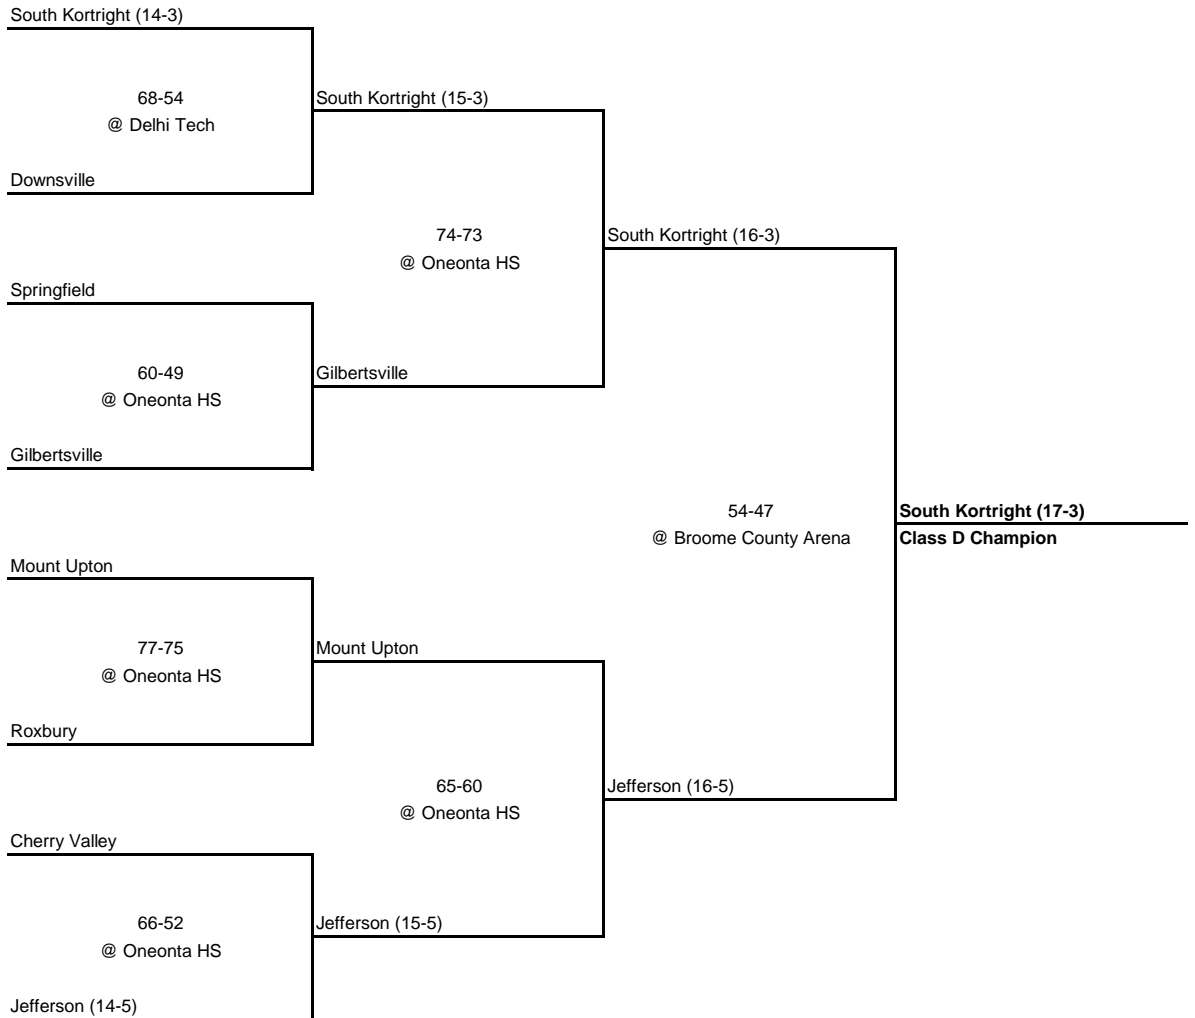 South Kortright (14-3)
68-54
South Kortright (15-3)
@ Delhi Tech
Downsville
74-73
South Kortright (16-3)
@ Oneonta HS
Springfield
60-49
Gilbertsville
@ Oneonta HS
Gilbertsville
54-47
South Kortright (17-3)
@ Broome County Arena
Class D Champion
Mount Upton
77-75
Mount Upton
@ Oneonta HS
Roxbury
65-60
Jefferson (16-5)
@ Oneonta HS
Cherry Valley
66-52
Jefferson (15-5)
@ Oneonta HS
Jefferson (14-5)